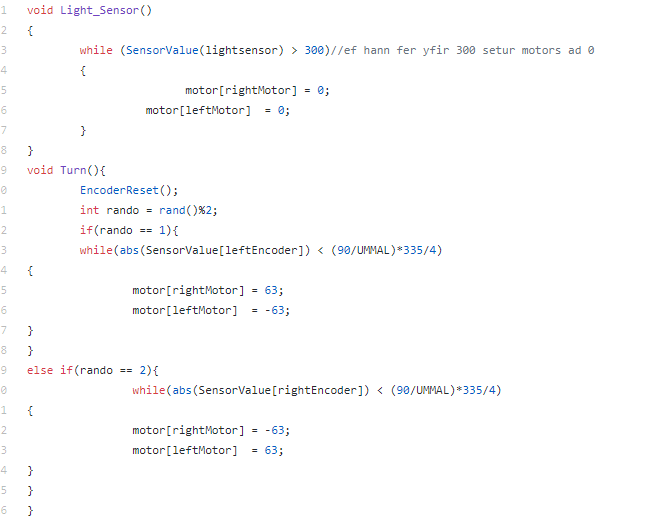 1 void Light_Sensor()
2 {
3 while (SensorValue(lightsensor) > 300)//ef hann fer yfir 300 setur motors ad 0
4 {
5 motor[rightMotor] = 0;
6 motor[leftMotor]  = 0;
7 }
8 }
9 void Turn(){
0 EncoderReset();
1 int rando = rand()%2;
2 if(rando == 1){
3 while(abs(SensorValue[leftEncoder]) < (90/UMMAL)*335/4)
4 {
5 motor[rightMotor] = 63;
6 motor[leftMotor]  = -63;
7 }
8 }
9 else if(rando == 2){
0 while(abs(SensorValue[rightEncoder]) < (90/UMMAL)*335/4)
1 {
2 motor[rightMotor] = -63;
3 motor[leftMotor]  = 63;
4 }
5 }
6 }